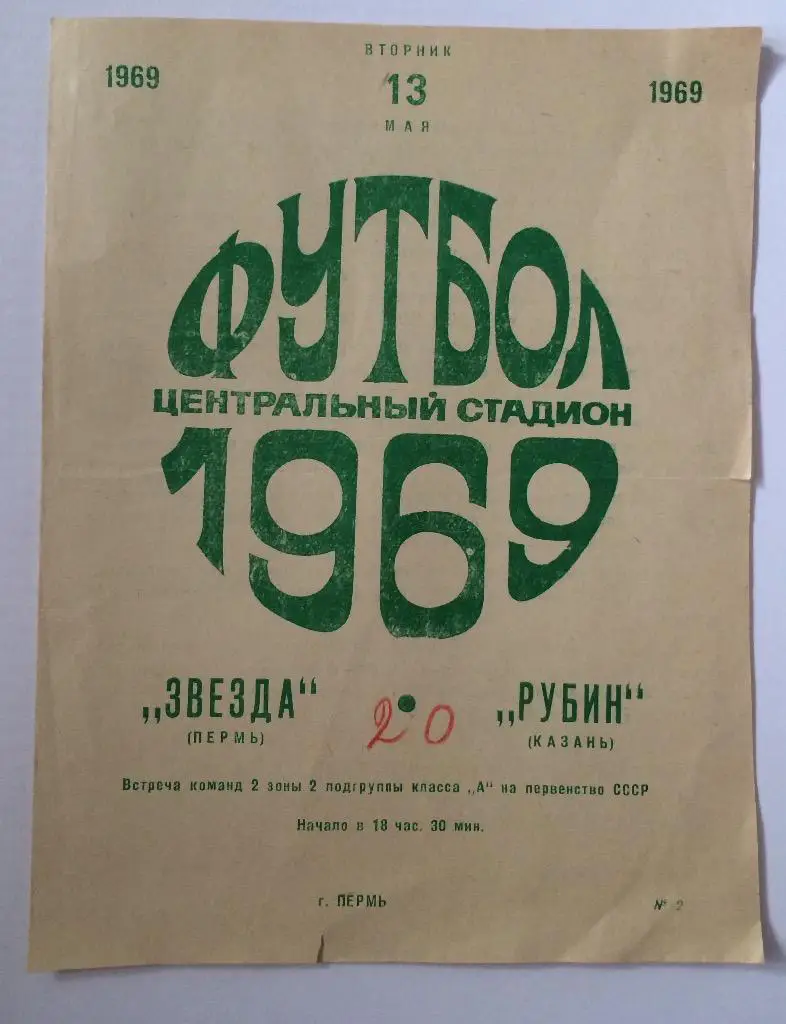 ВТОРНИК
1969 13 1969
МАЯ
ФУТБОЛ
ЦЕНТРАЛЬНЫЙ СТАДИОН
1969
„ЗВЕЗДА“ 2 0 „РУБИН“
(ПЕРМЬ) (КАЗАНЬ)
Встреча команд 2 зоны 2 подгруппы класса „А“ на первенство СССР
Начало в 18 час. 30 мин.
г. ПЕРМЬ № 2